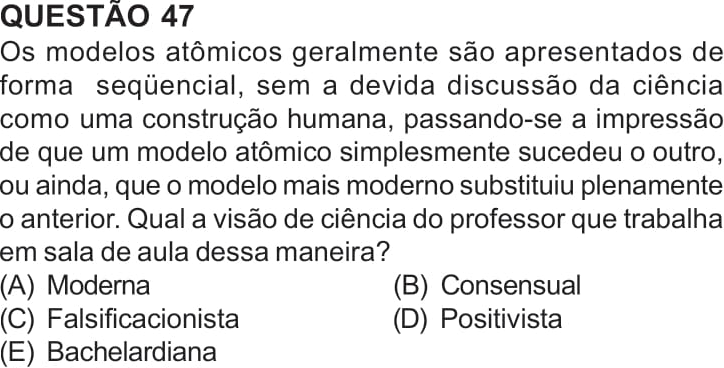 QUESTÃO 47
Os modelos atômicos geralmente são apresentados de
forma seqüencial, sem a devida discussão da ciência
como uma construção humana, passando-se a impressão
de que um modelo atômico simplesmente sucedeu o outro,
ou ainda, que o modelo mais moderno substituiu plenamente
o anterior. Qual a visão de ciência do professor que trabalha
em sala de aula dessa maneira?
(A) Moderna (B) Consensual
(C) Falsificacionista (D) Positivista
(E) Bachelardiana